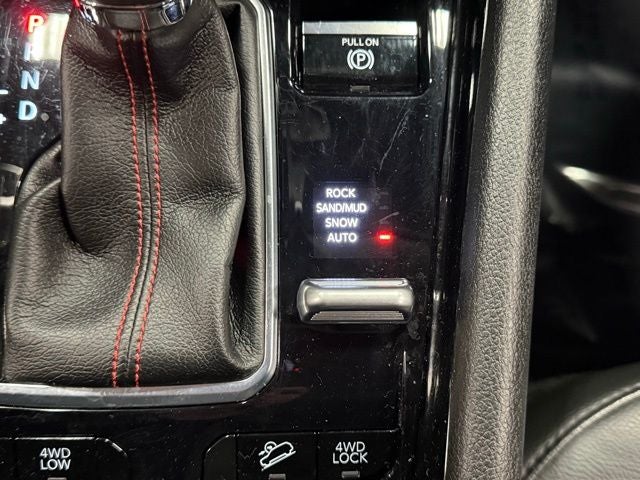 P
R
N
D
PULL ON
(P)
ROCK
SAND/MUD
SNOW
AUTO
4WD
LOW
4WD
LOCK